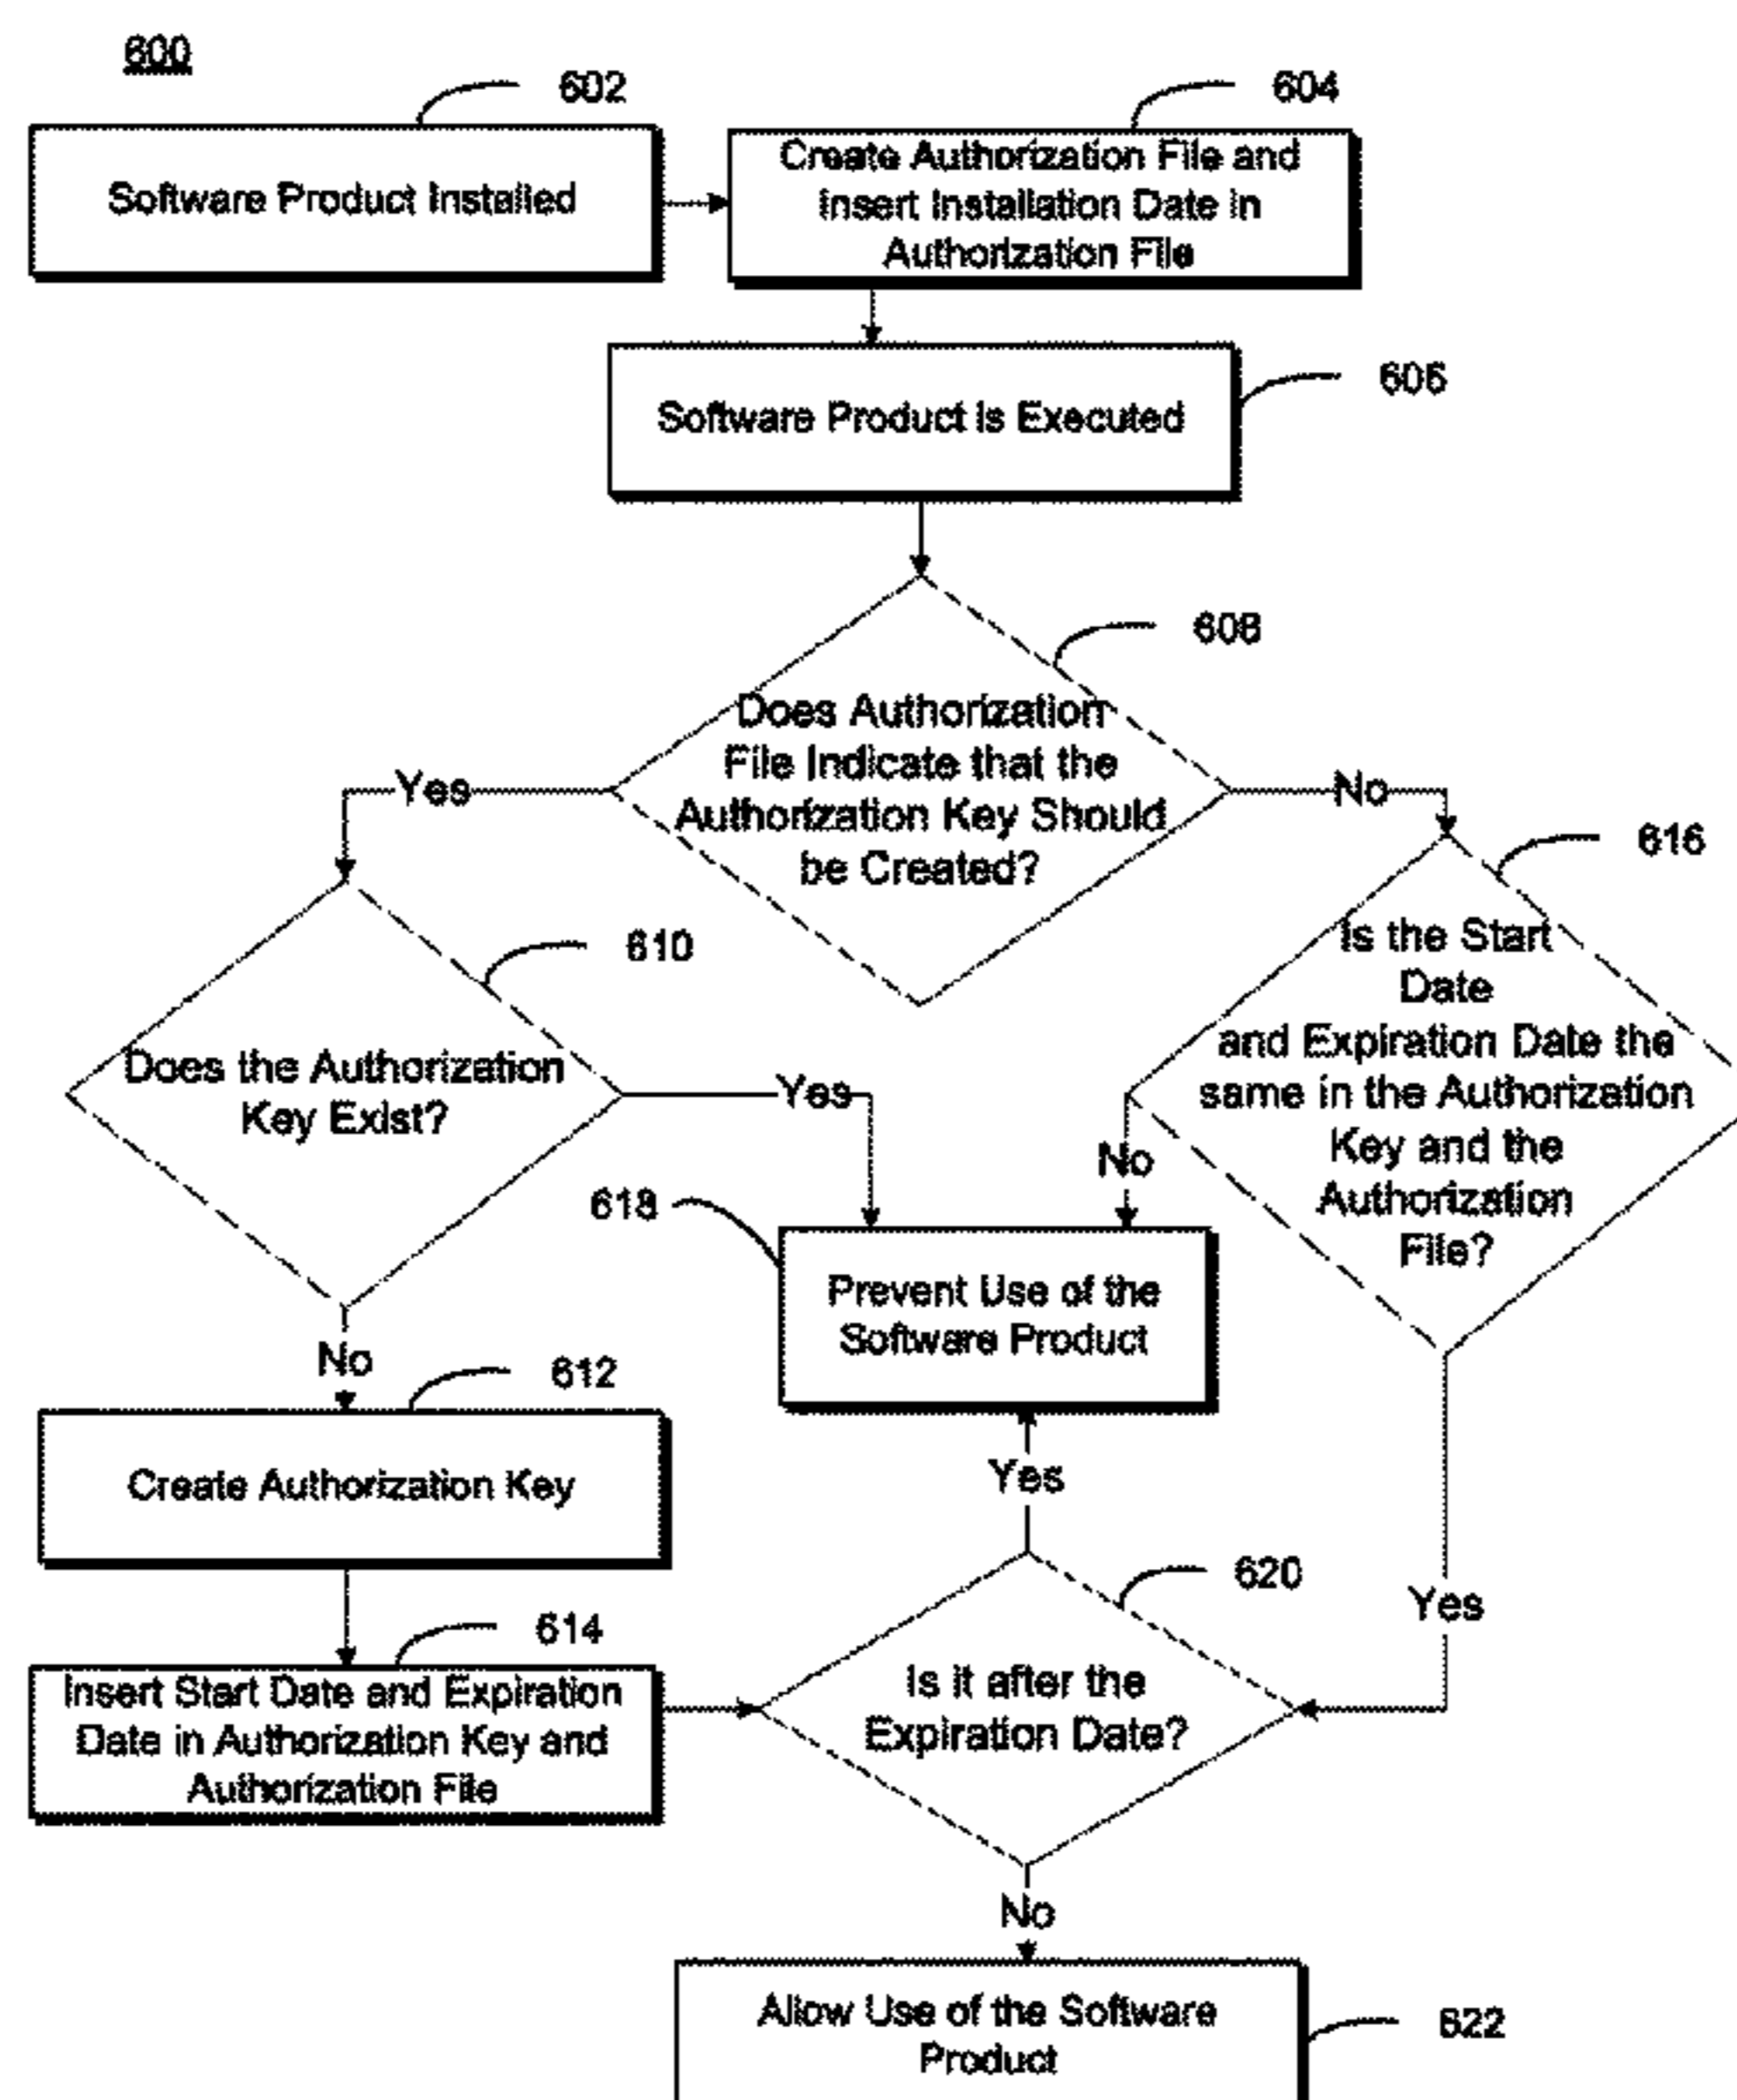 600
602
604
Software Product Installed
Create Authorization File and
Insert Installation Date in
Authorization File
606
Software Product is Executed
608
Does Authorization
File Indicate that the
Authorization Key Should
be Created?
Yes
No
616
610
Is the Start
Date
and Expiration Date the
same in the Authorization
Key and the
Authorization
File?
Does the Authorization
Key Exist?
Yes
No
618
Prevent Use of the
Software Product
No
612
Create Authorization Key
Yes
620
Yes
614
Insert Start Date and Expiration
Date in Authorization Key and
Authorization File
Is it after the
Expiration Date?
No
Allow Use of the Software
Product
622